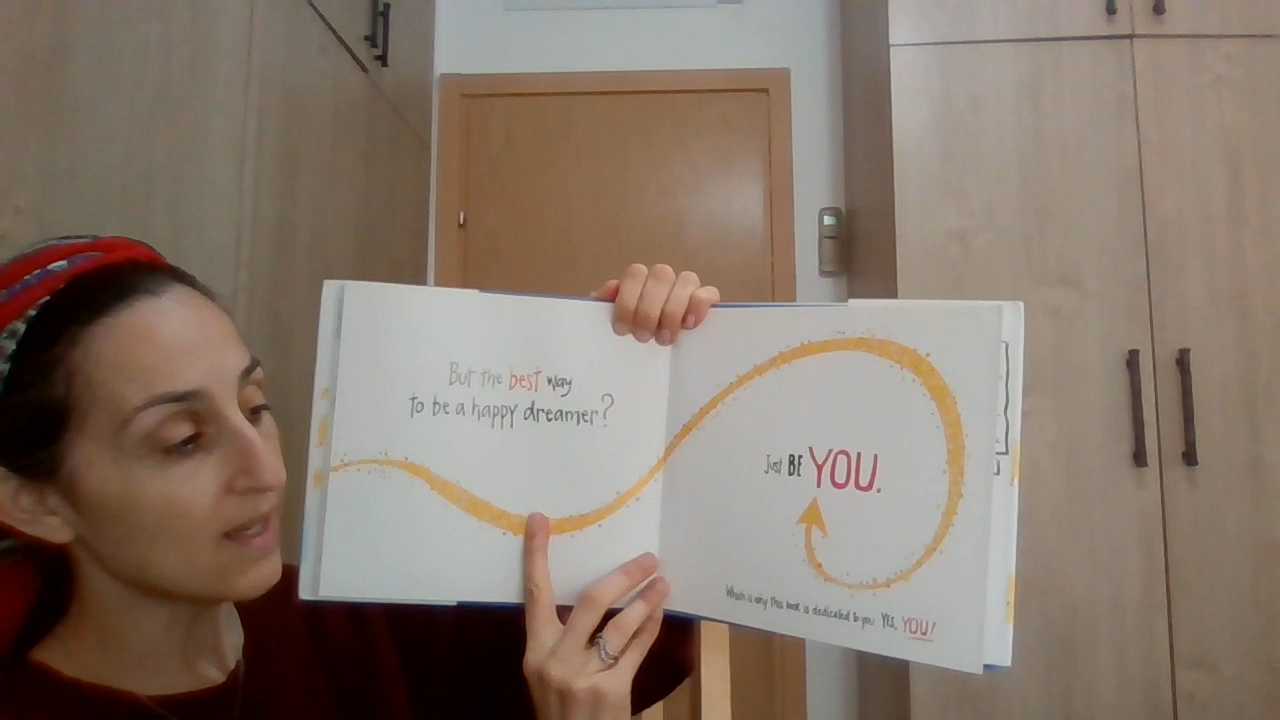 But the best way
to be a happy dreamer?
Just BE YOU.
Which is why this book is dedicated to you. YES, YOU!